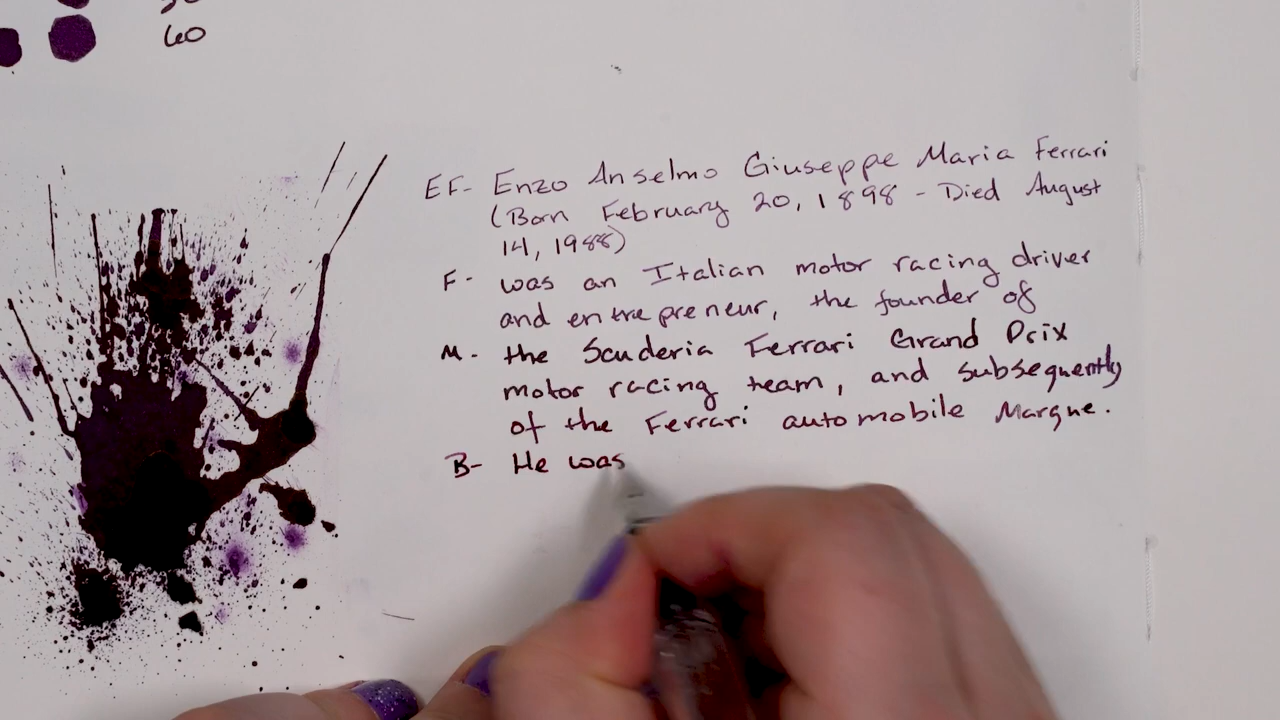 60
EF- Enzo Anselmo Giuseppe Maria Ferrari
(Born February 20, 1898 - Died August
14, 1988)
F- was an Italian motor racing driver
and entrepreneur, the founder of
M- the Scuderia Ferrari Grand Prix
motor racing team, and subsequently
of the Ferrari automobile Marque.
B- He was